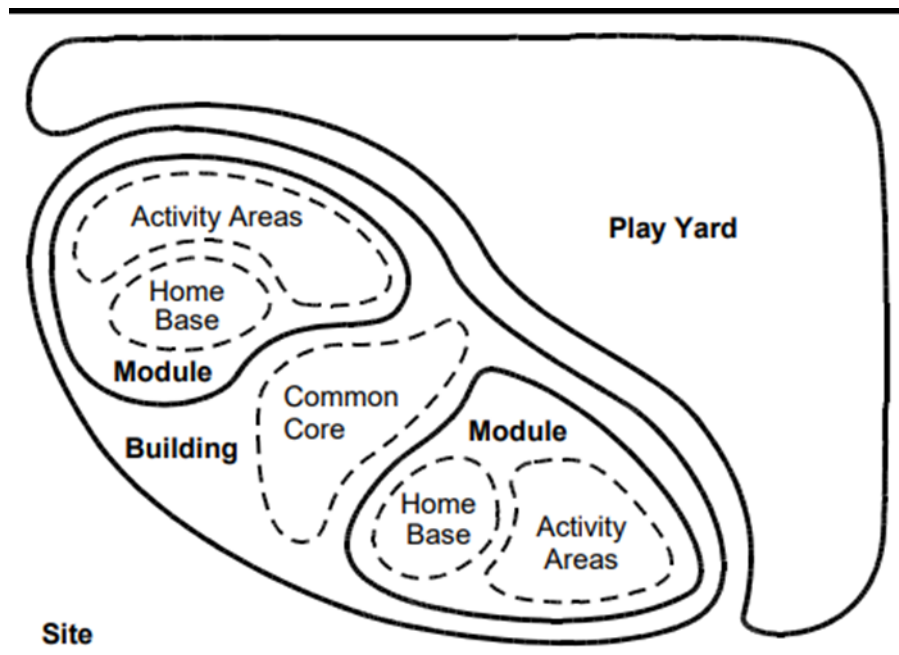 Activity Areas
Play Yard
Home
Base
Module
Common
Core
Module
Building
Home
Base
Activity
Areas
Site